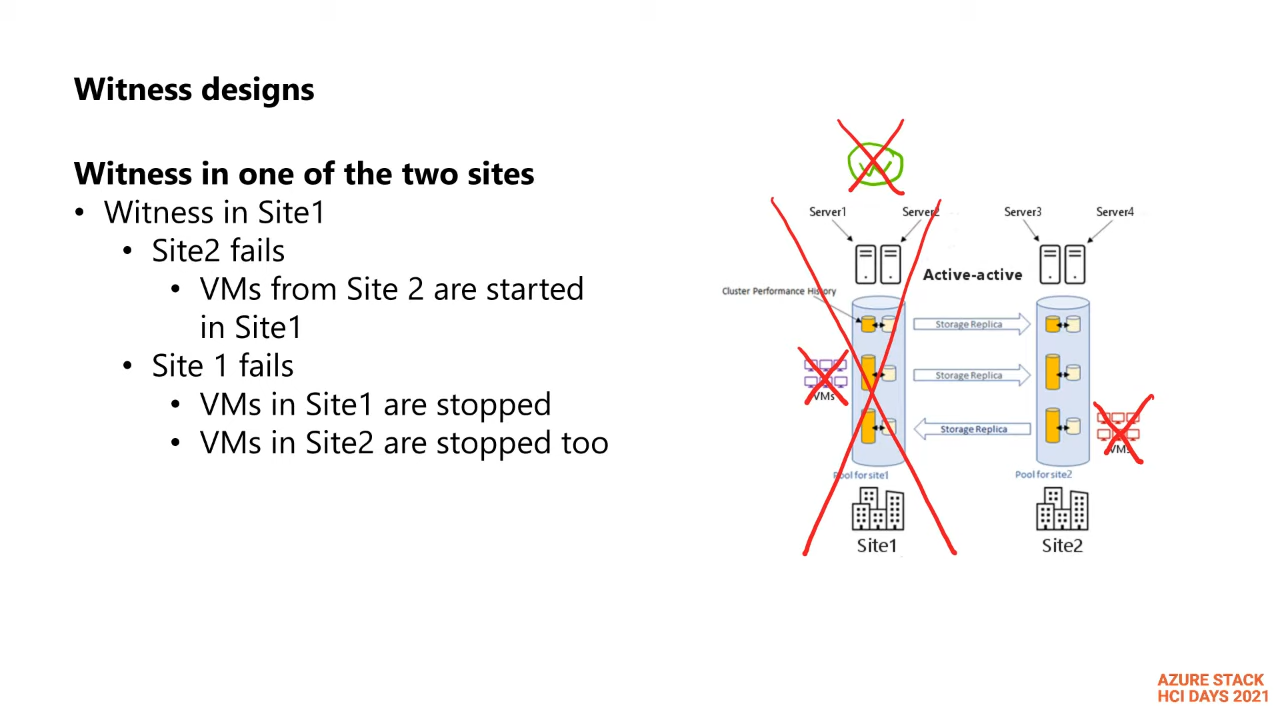 Witness designs
Witness in one of the two sites
• Witness in Site1
• Site2 fails
• VMs from Site 2 are started
in Site1
• Site 1 fails
• VMs in Site1 are stopped
• VMs in Site2 are stopped too
W
Server1
Server2
Server3
Server4
Active-active
Cluster Performance History
Storage Replica
Storage Replica
VMs
Storage Replica
VMs
Pool for site1
Pool for site2
Site1
Site2
AZURE STACK
HCI DAYS 2021